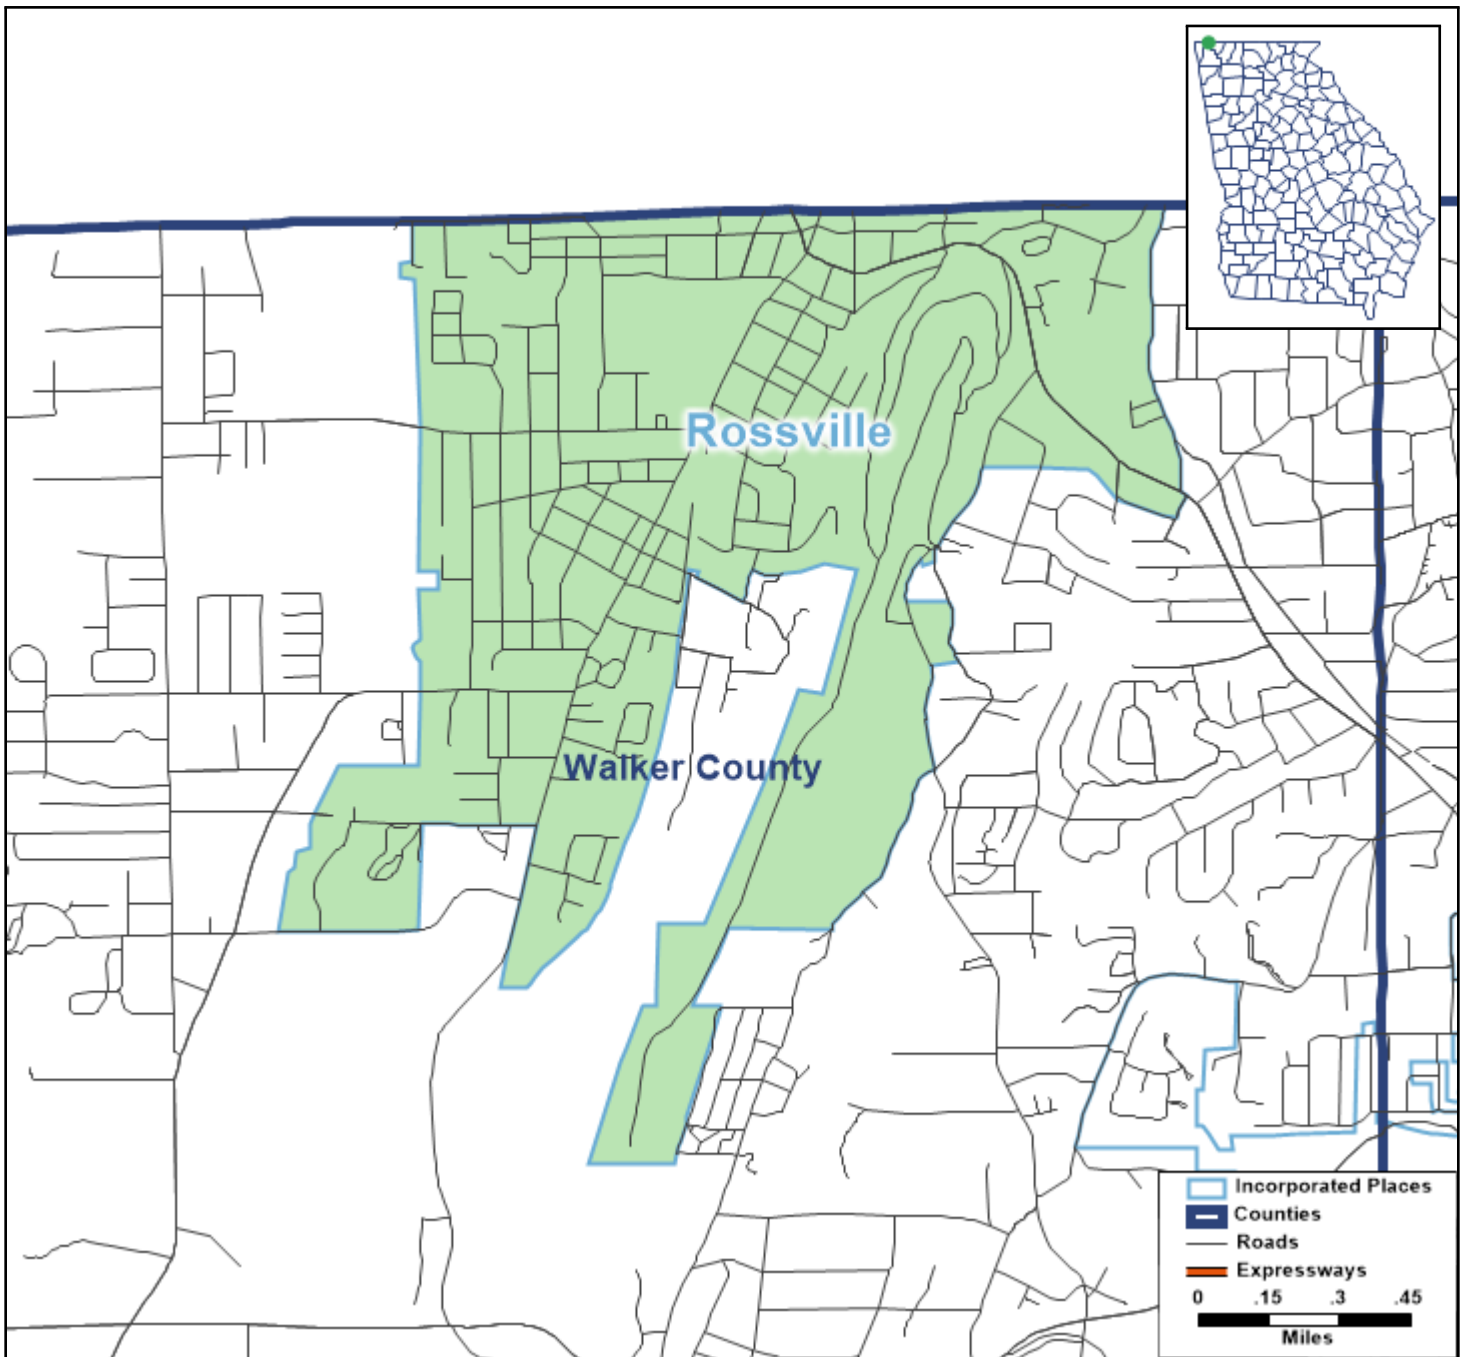 Rossville
Walker County
Incorporated Places
Counties
Roads
Expressways
0 .15 .3 .45
Miles